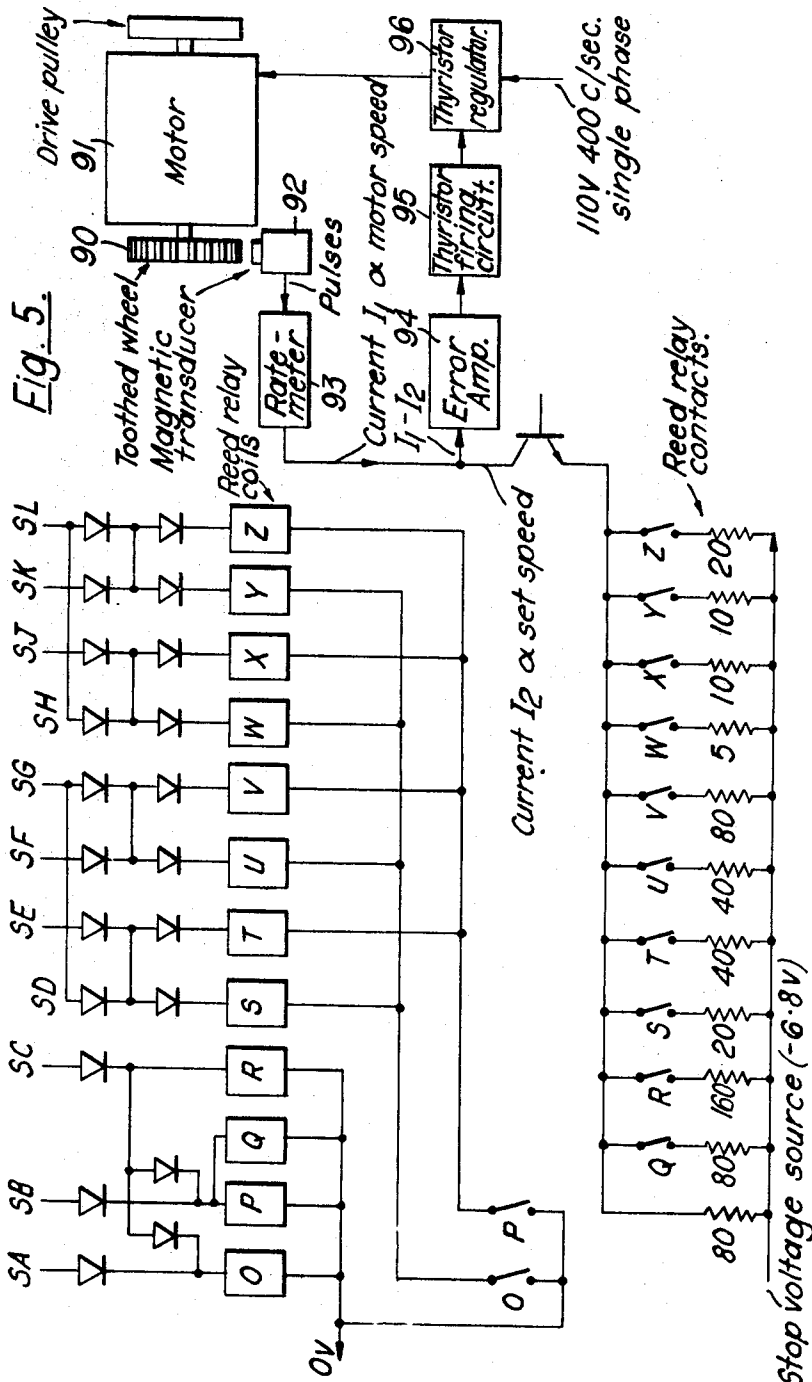 Fig. 5.
SA
SB
SC
SD
SE
SF
SG
SH
SJ
SK
SL
O
P
Q
R
S
T
U
V
W
X
Y
Z
Reed relay
coils
0V
O
P
Toothed wheel
90
Magnetic
transducer
91
Motor
Drive pulley
92
Pulses
Rate-
meter
93
Current I1 α motor speed
I1-I2
94
Error
Amp.
95
Thyristor
firing
circuit.
96
Thyristor
regulator.
110V 400 c/sec.
single phase
Current I2 α set speed
Reed relay
contacts.
Q
R
S
T
U
V
W
X
Y
Z
80
80
160
20
40
40
80
5
10
10
20
Stop voltage source (-6·8V)